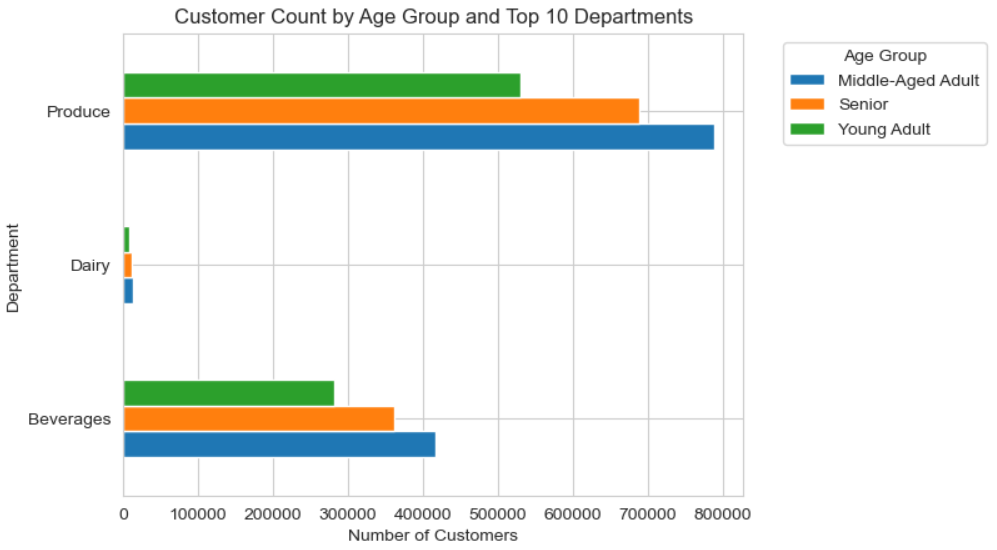 Customer Count by Age Group and Top 10 Departments
Age Group
Middle-Aged Adult
Senior
Young Adult
Produce
Dairy
Beverages
Department
0 100000 200000 300000 400000 500000 600000 700000 800000
Number of Customers